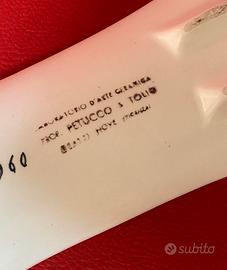 LABORATORIO D'ARTE CERAMICA
PROF. PETUCCO & TOLIO
NOVE (VICENZA)
960
subito